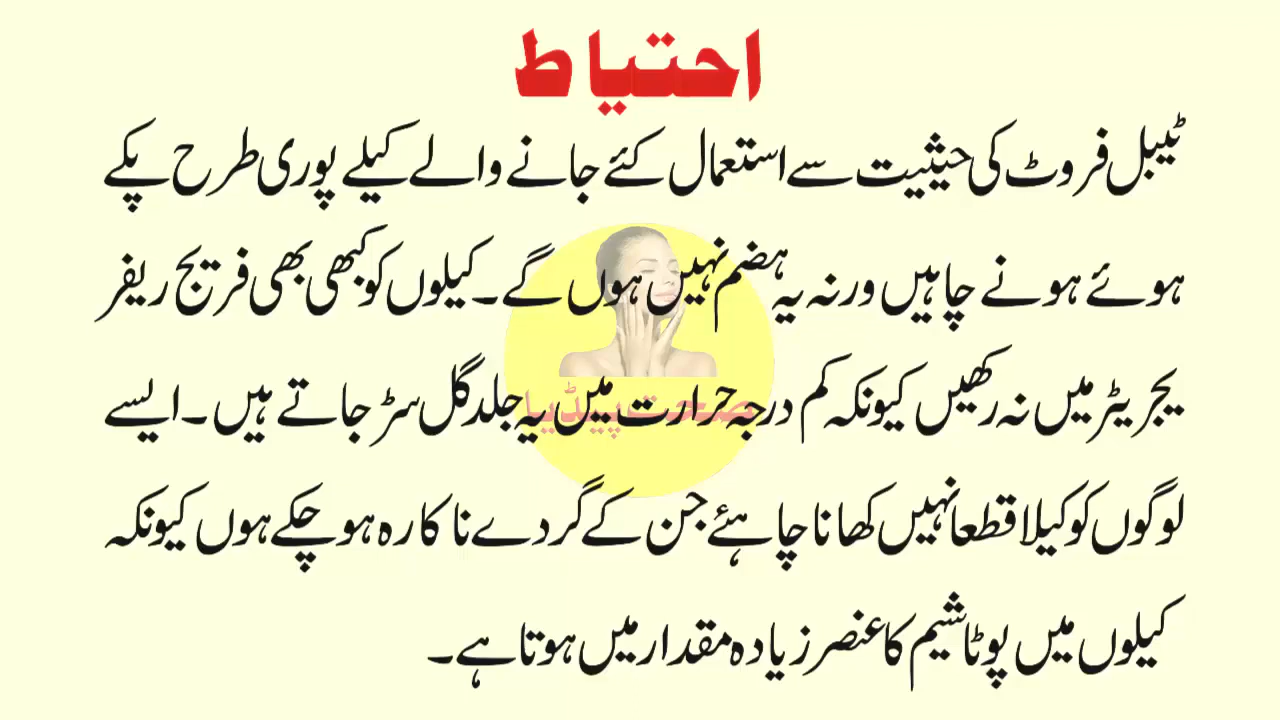 احتیاط
ٹیبل فروٹ کی حیثیت سے استعمال کئے جانے والے کیلے پوری طرح پکے
ہوئے ہونے چاہیں ورنہ یہ ہضم نہیں ہوں گے۔ کیلوں کو کبھی بھی فریج ریفر
یجریٹر میں نہ رکھیں کیونکہ کم درجہ حرارت میں یہ جلد گل سڑ جاتے ہیں۔ ایسے
صحت پیڈیا
لوگوں کو کیلا قطعا نہیں کھانا چاہئے جن کے گردے ناکارہ ہو چکے ہوں کیونکہ
کیلوں میں پوٹاشیم کا عنصر زیادہ مقدار میں ہوتا ہے۔